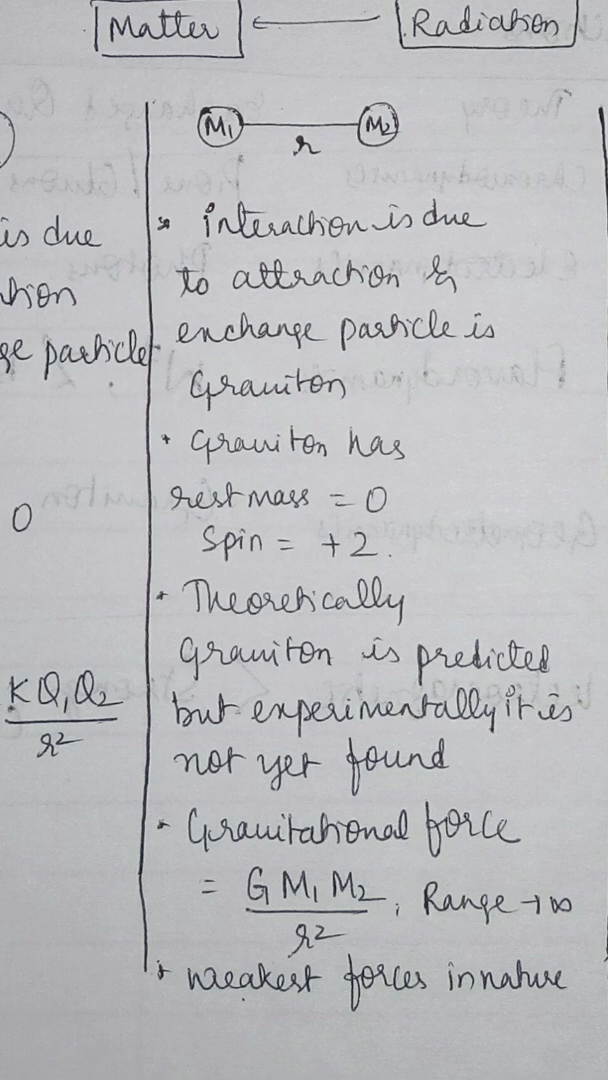 Matter ← Radiation
M₁ M₂
r
is due
ge particle
0
KQ₁Q₂
r²
* interaction is due
to attraction &
exchange particle is
Graviton
* Graviton has
rest mass = 0
Spin = +2.
* Theoretically
Graviton is predicted
but experimentally it is
not yet found
* Gravitational force
= G M₁ M₂ , Range → ∞
r²
* weakest forces in nature